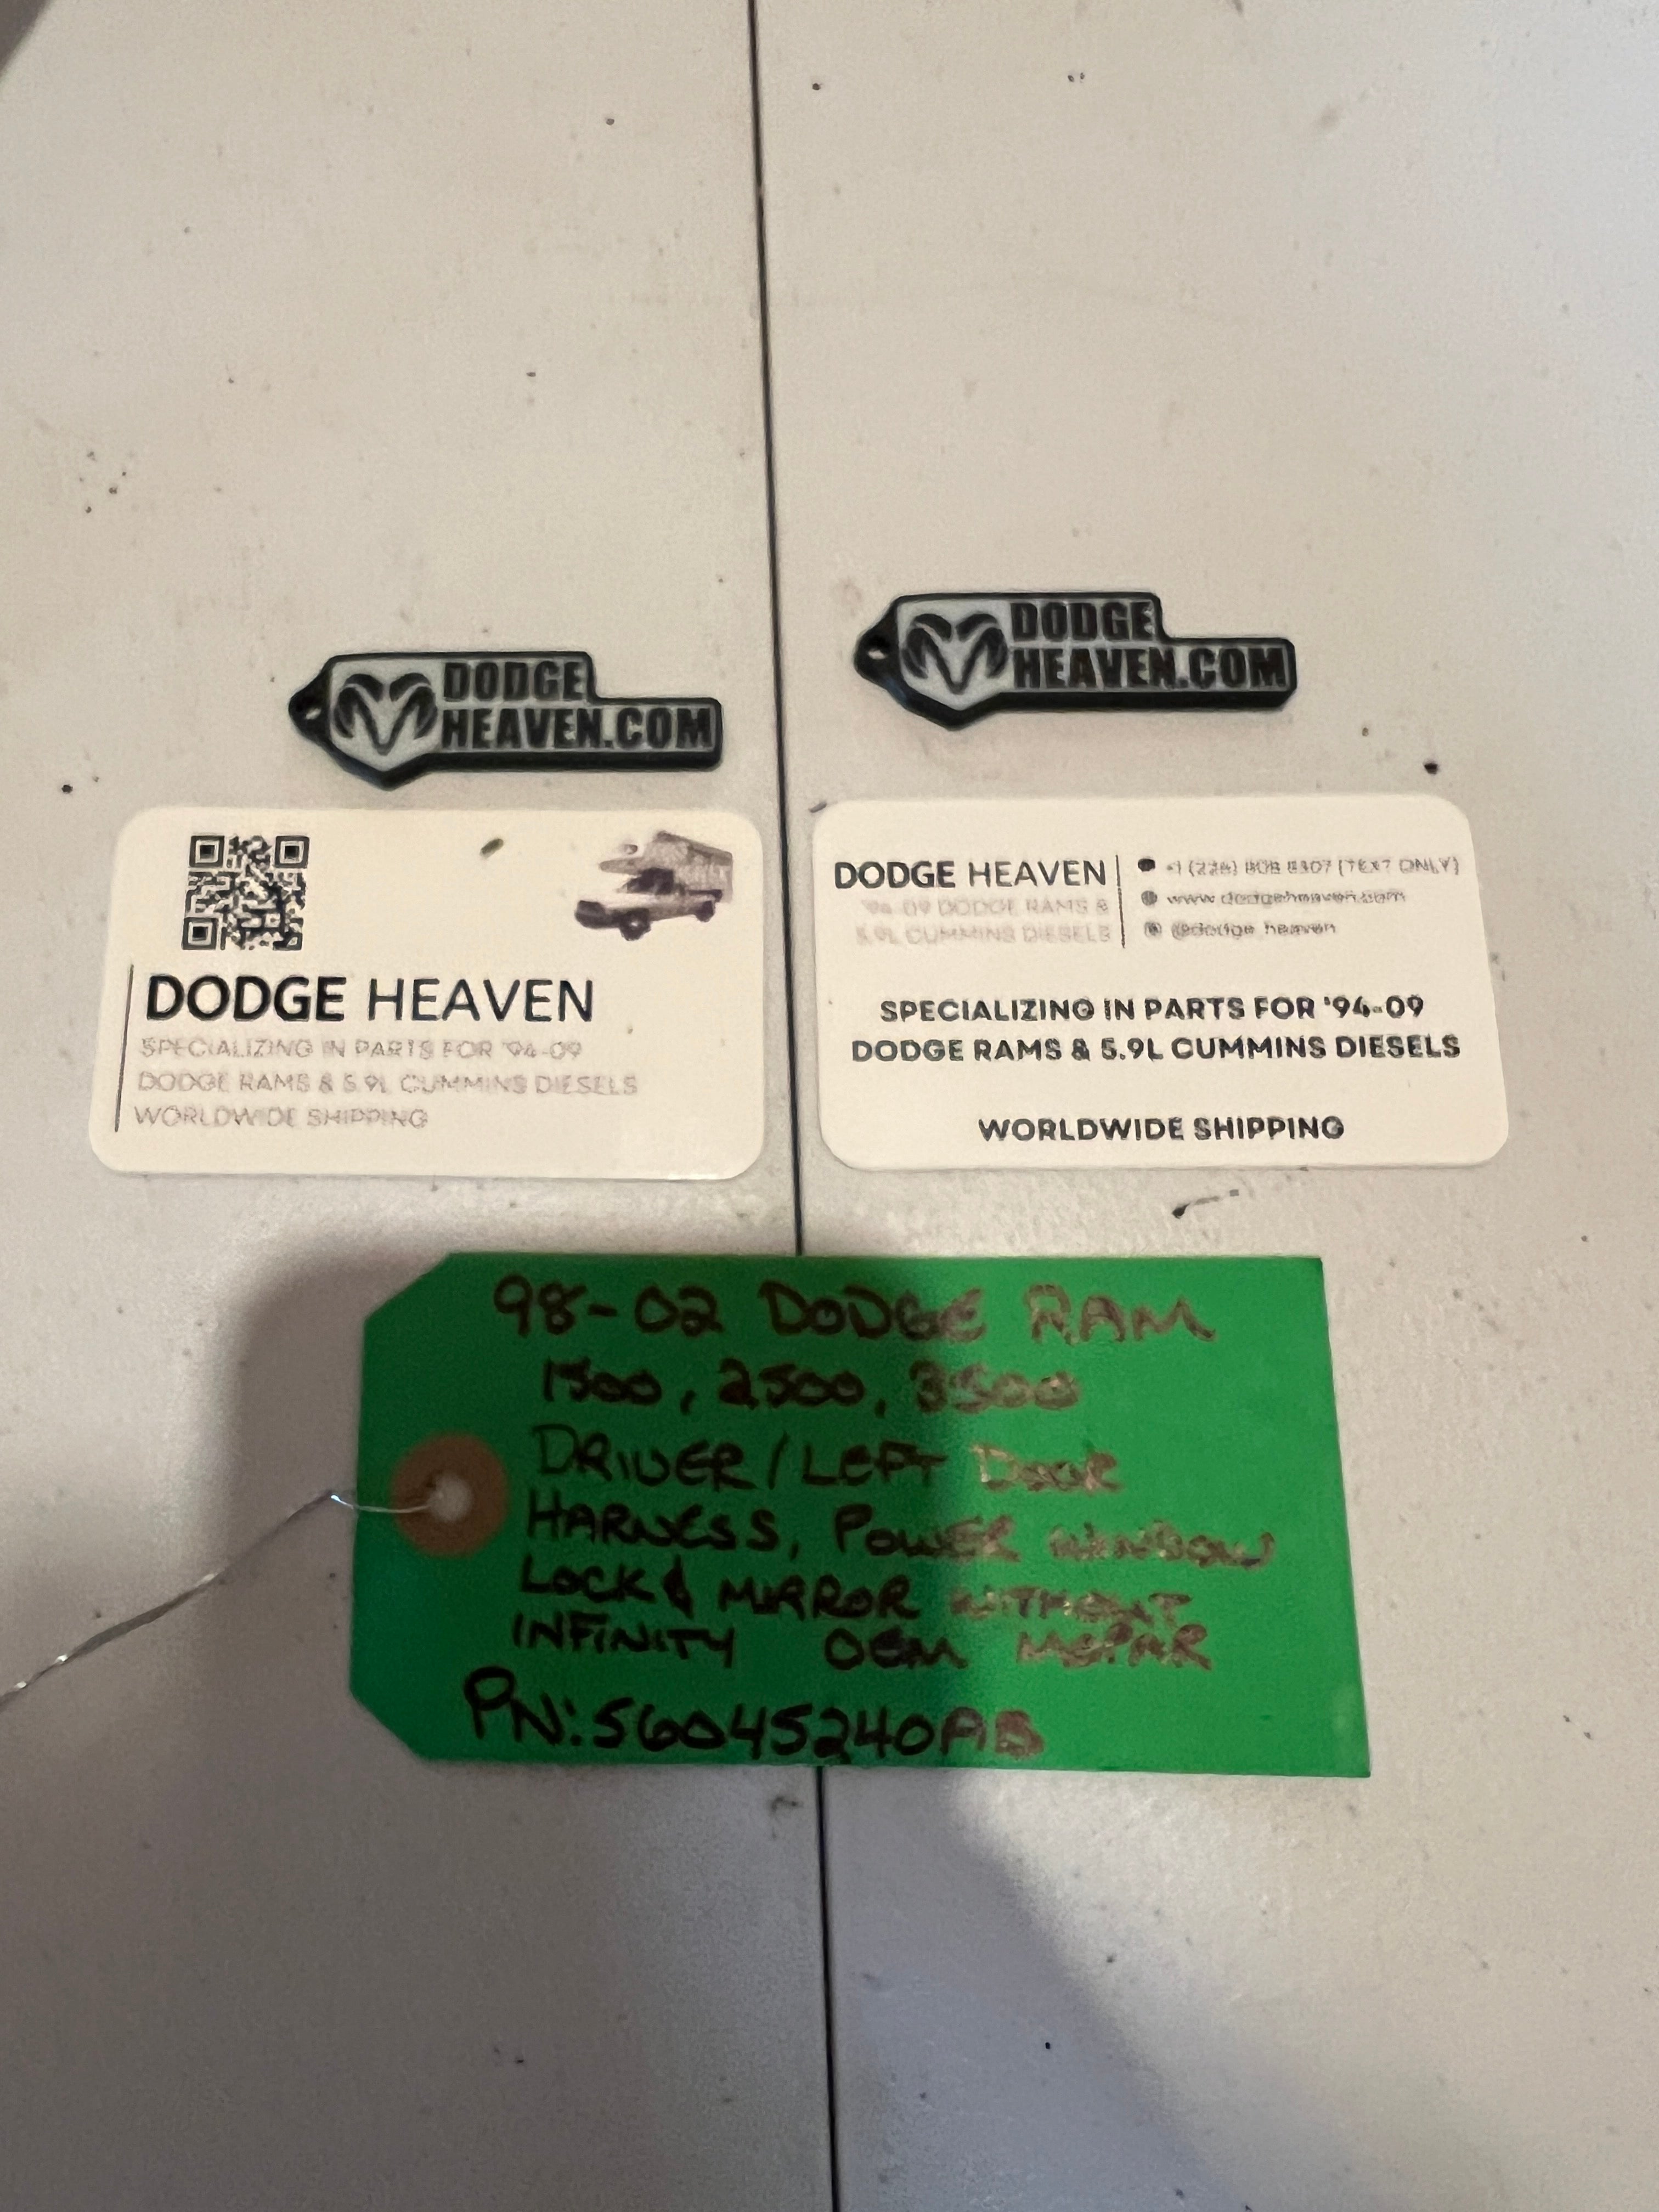 DODGE
HEAVEN.COM
DODGE
HEAVEN.COM
DODGE HEAVEN
SPECIALIZING IN PARTS FOR '94-09
DODGE RAMS & 5.9L CUMMINS DIESELS
WORLDWIDE SHIPPING
DODGE HEAVEN
'94-09 DODGE RAMS &
5.9L CUMMINS DIESELS
(TEXT ONLY)
www.dodgeheaven.com
@dodge_heaven
SPECIALIZING IN PARTS FOR '94-09
DODGE RAMS & 5.9L CUMMINS DIESELS
WORLDWIDE SHIPPING
98-02 DODGE RAM
1500, 2500, 3500
DRIVER/LEFT DOOR
HARNESS, POWER WINDOW
LOCK & MIRROR WITHOUT
INFINITY OEM MOPAR
PN:56045240AB